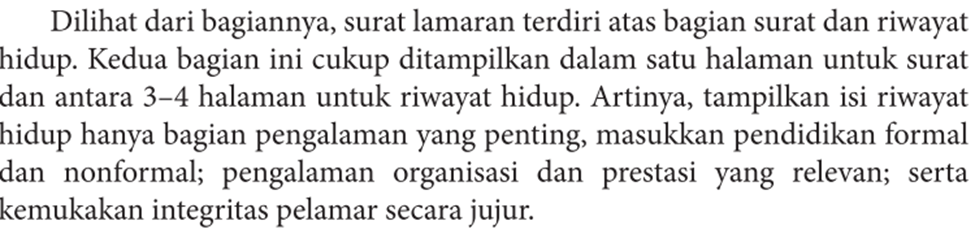 Dilihat dari bagiannya, surat lamaran terdiri atas bagian surat dan riwayat
hidup. Kedua bagian ini cukup ditampilkan dalam satu halaman untuk surat
dan antara 3–4 halaman untuk riwayat hidup. Artinya, tampilkan isi riwayat
hidup hanya bagian pengalaman yang penting, masukkan pendidikan formal
dan nonformal; pengalaman organisasi dan prestasi yang relevan; serta
kemukakan integritas pelamar secara jujur.